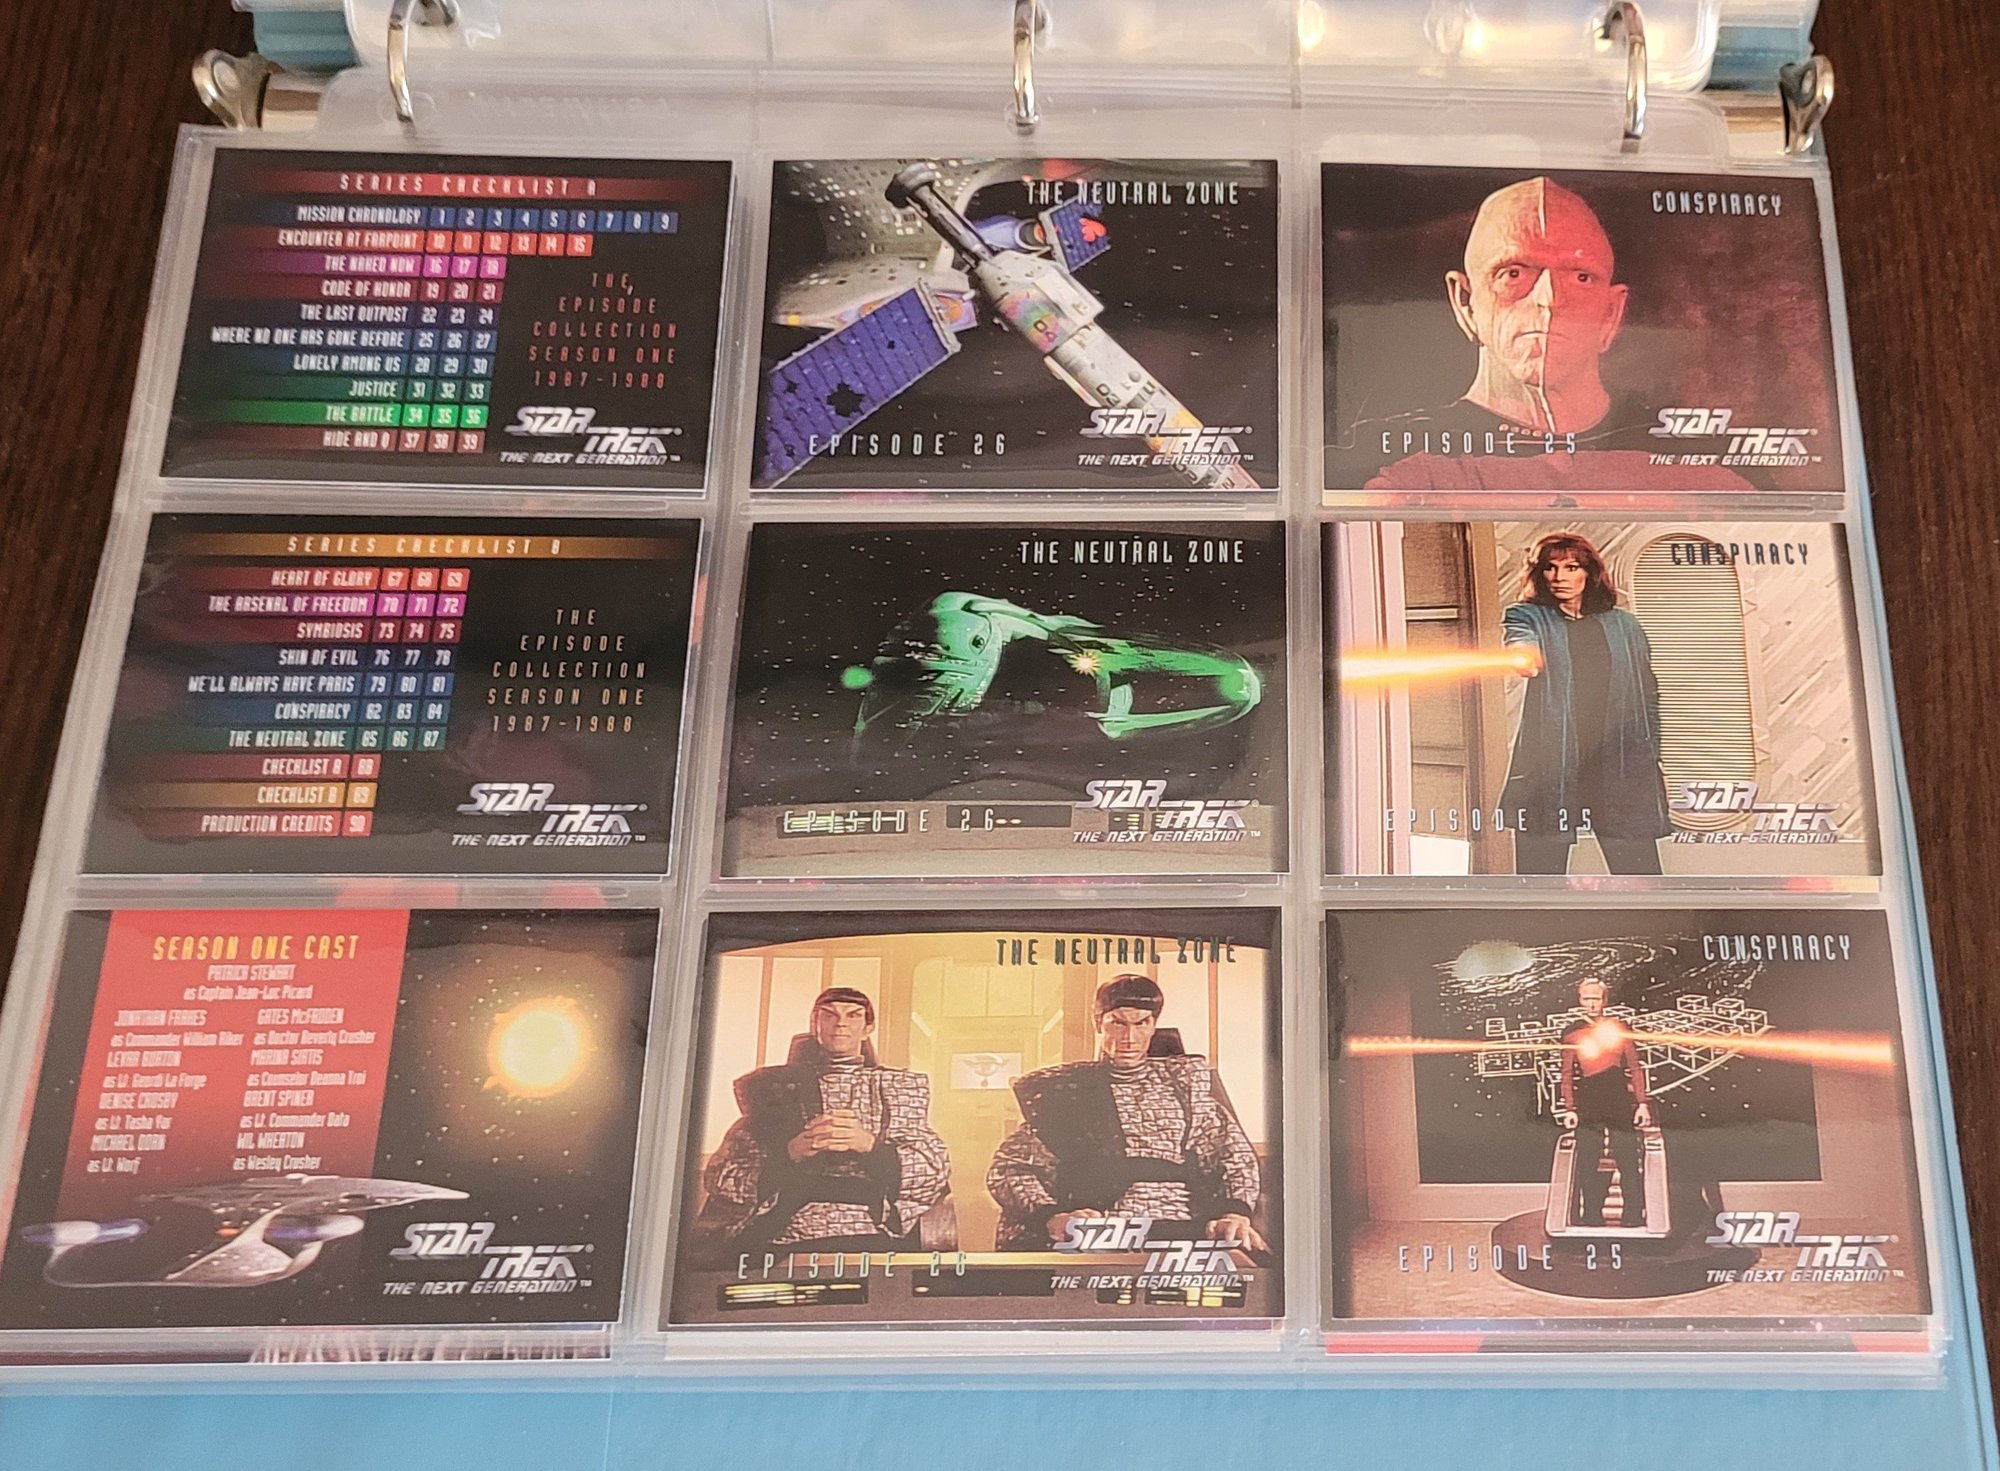 SERIES CHECKLIST A
MISSION CHRONOLOGY 1 2 3 4 5 6 7 8 9
ENCOUNTER AT FARPOINT 10 11 12 13 14 15
THE NAKED NOW 16 17 18
CODE OF HONOR 19 20 21
THE LAST OUTPOST 22 23 24
WHERE NO ONE HAS GONE BEFORE 25 26 27
LONELY AMONG US 28 29 30
JUSTICE 31 32 33
THE BATTLE 34 35 36
HIDE AND Q 37 38 39
THE
EPISODE
COLLECTION
SEASON ONE
1987-1988
STAR
TREK
THE NEXT GENERATION™
THE NEUTRAL ZONE
EPISODE 26
STAR
TREK
THE NEXT GENERATION™
CONSPIRACY
EPISODE 25
STAR
TREK
THE NEXT GENERATION™
SERIES CHECKLIST B
HEART OF GLORY 67 68 69
THE ARSENAL OF FREEDOM 70 71 72
SYMBIOSIS 73 74 75
SKIN OF EVIL 76 77 78
WE'LL ALWAYS HAVE PARIS 79 80 81
CONSPIRACY 82 83 84
THE NEUTRAL ZONE 85 86 87
CHECKLIST A 88
CHECKLIST B 89
PRODUCTION CREDITS 90
THE
EPISODE
COLLECTION
SEASON ONE
1987-1988
STAR
TREK
THE NEXT GENERATION™
THE NEUTRAL ZONE
EPISODE 26
STAR
TREK
THE NEXT GENERATION™
CONSPIRACY
EPISODE 25
STAR
TREK
THE NEXT GENERATION™
SEASON ONE CAST
PATRICK STEWART
as Captain Jean-Luc Picard
JONATHAN FRAKES
as Commander William Riker
LEVAR BURTON
as Lt. Geordi La Forge
DENISE CROSBY
as Lt. Tasha Yar
MICHAEL DORN
as Lt. Worf
GATES McFADDEN
as Doctor Beverly Crusher
MARINA SIRTIS
as Counselor Deanna Troi
BRENT SPINER
as Lt. Commander Data
WIL WHEATON
as Wesley Crusher
STAR
TREK
THE NEXT GENERATION™
THE NEUTRAL ZONE
EPISODE 26
STAR
TREK
THE NEXT GENERATION™
CONSPIRACY
EPISODE 25
STAR
TREK
THE NEXT GENERATION™